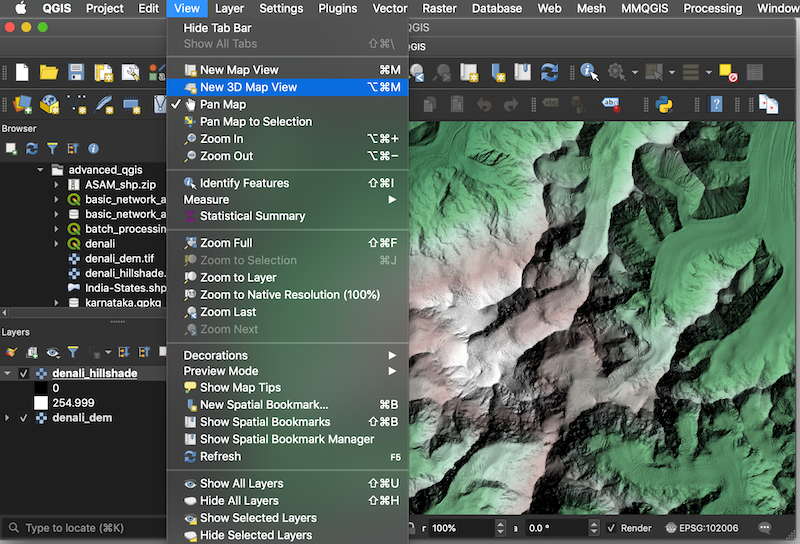 QGIS Project Edit View Layer Settings Plugins Vector Raster Database Web Mesh MMQGIS Processing Window
Hide Tab Bar
Show All Tabs ⇧⌘\
QGIS
New Map View ⌘M
New 3D Map View ⌥⌘M
✓ Pan Map
Pan Map to Selection
Zoom In ⌥⌘+
Zoom Out ⌥⌘−
Identify Features ⇧⌘I
Measure ▶
Statistical Summary
Zoom Full ⇧⌘F
Zoom to Selection ⌘J
Zoom to Layer
Zoom to Native Resolution (100%)
Zoom Last
Zoom Next
Decorations ▶
Preview Mode ▶
Show Map Tips
New Spatial Bookmark... ⌘B
Show Spatial Bookmarks ⇧⌘B
Show Spatial Bookmark Manager
Refresh F5
Show All Layers ⇧⌘U
Hide All Layers ⇧⌘H
Show Selected Layers
Hide Selected Layers
Browser
advanced_qgis
ASAM_shp.zip
basic_network_a
basic_network_a
batch_processin
denali
denali_dem.tif
denali_hillshade.
India-States.shp
karnataka.gpkg
Layers
denali_hillshade
0
254.999
denali_dem
Type to locate (⌘K)
100%
0.0 °
Render
EPSG:102006
abc
abc